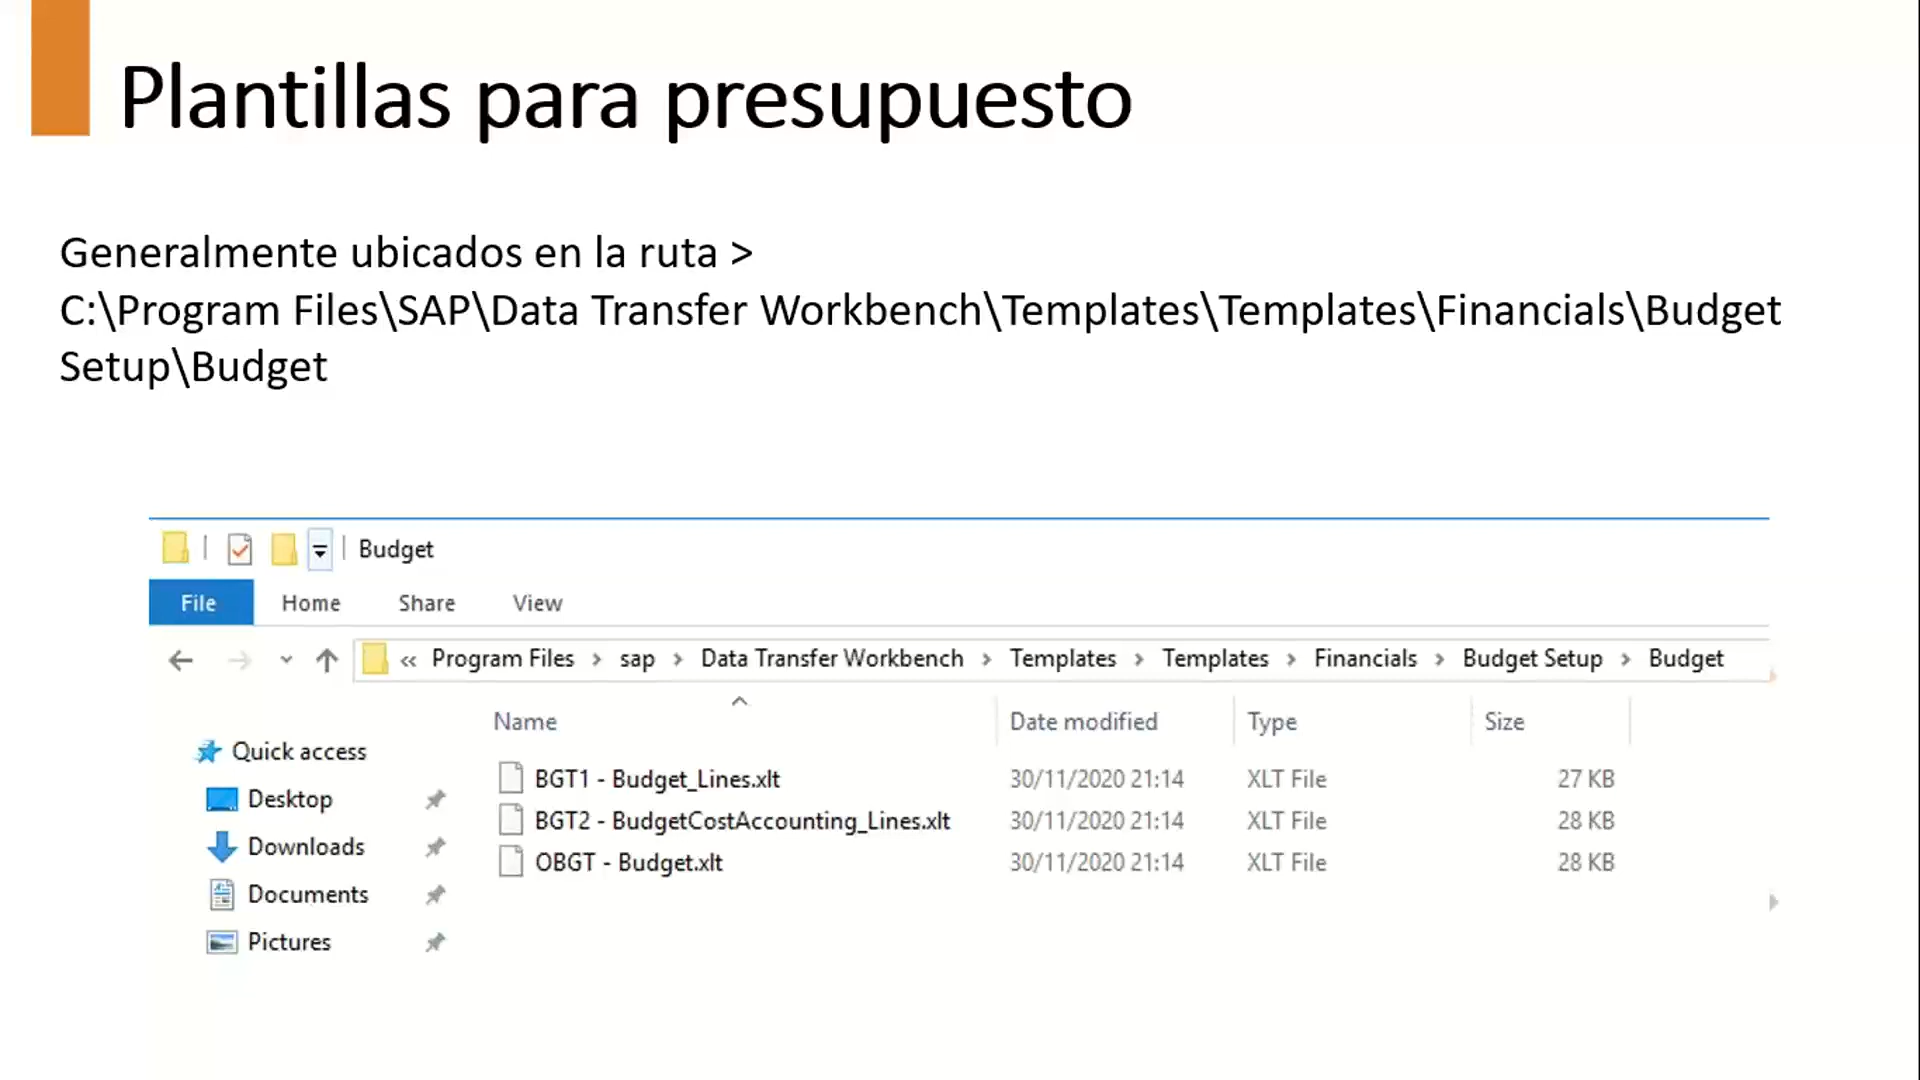 Plantillas para presupuesto
Generalmente ubicados en la ruta >
C:\Program Files\SAP\Data Transfer Workbench\Templates\Templates\Financials\Budget
Setup\Budget
Budget
File Home Share View
« Program Files > sap > Data Transfer Workbench > Templates > Templates > Financials > Budget Setup > Budget
Name Date modified Type Size
Quick access
Desktop
Downloads
Documents
Pictures
BGT1 - Budget_Lines.xlt 30/11/2020 21:14 XLT File 27 KB
BGT2 - BudgetCostAccounting_Lines.xlt 30/11/2020 21:14 XLT File 28 KB
OBGT - Budget.xlt 30/11/2020 21:14 XLT File 28 KB